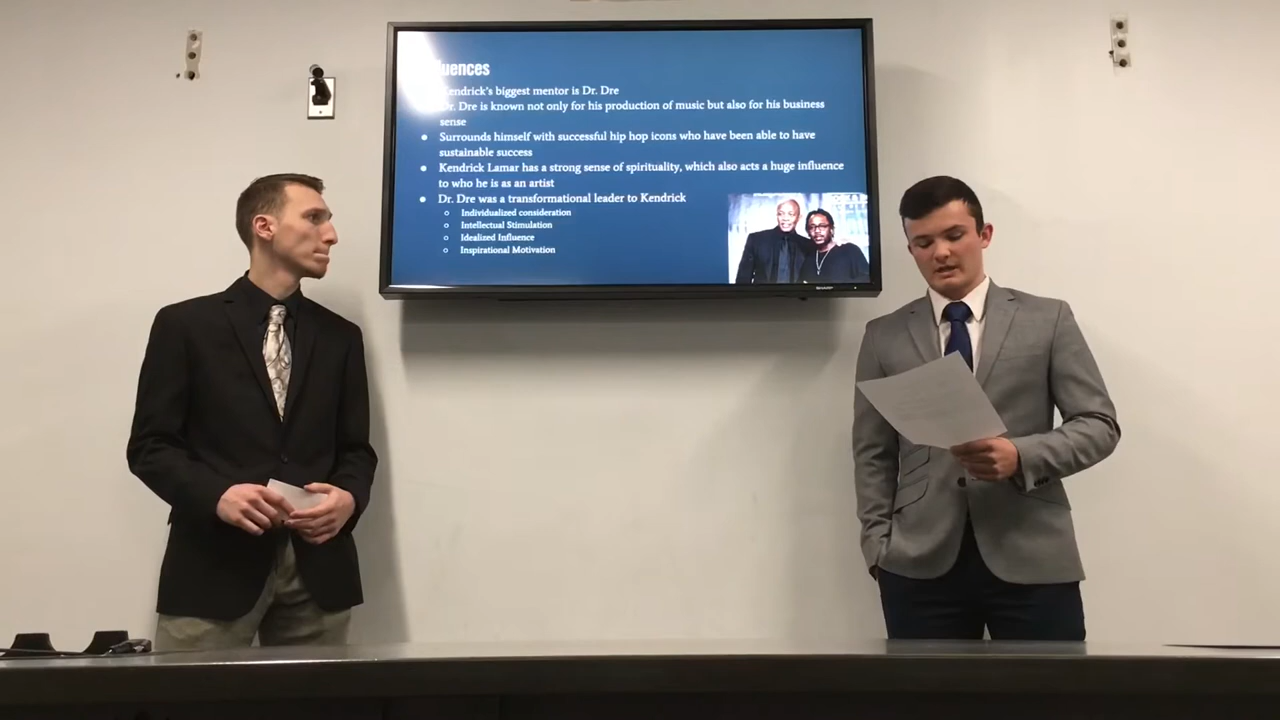 uences
Kendrick's biggest mentor is Dr. Dre
Dr. Dre is known not only for his production of music but also for his business
sense
Surrounds himself with successful hip hop icons who have been able to have
sustainable success
Kendrick Lamar has a strong sense of spirituality, which also acts a huge influence
to who he is as an artist
Dr. Dre was a transformational leader to Kendrick
Individualized consideration
Intellectual Stimulation
Idealized Influence
Inspirational Motivation
SHARP